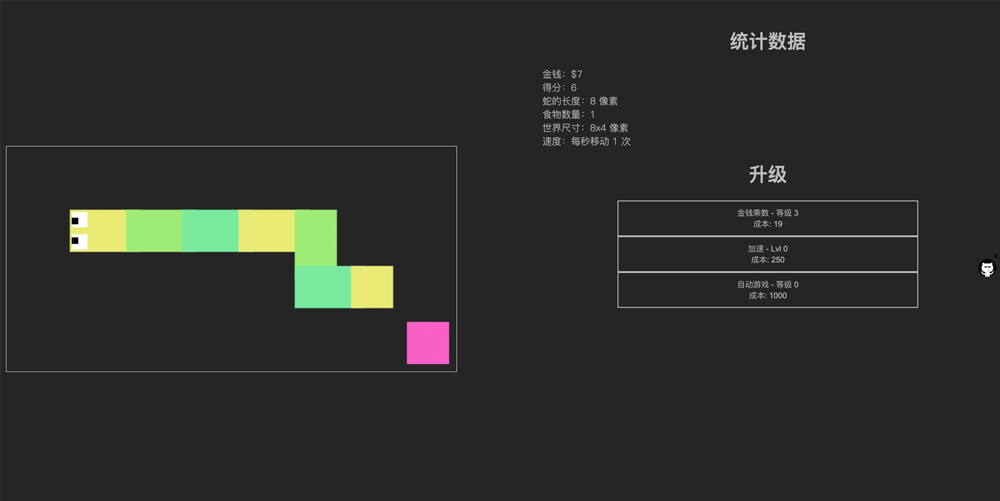 统计数据
金钱：$7
得分：6
蛇的长度：8 像素
食物数量：1
世界尺寸：8x4 像素
速度：每秒移动 1 次
升级
金钱乘数 - 等级 3
成本: 19
加速 - Lvl 0
成本: 250
自动游戏 - 等级 0
成本: 1000